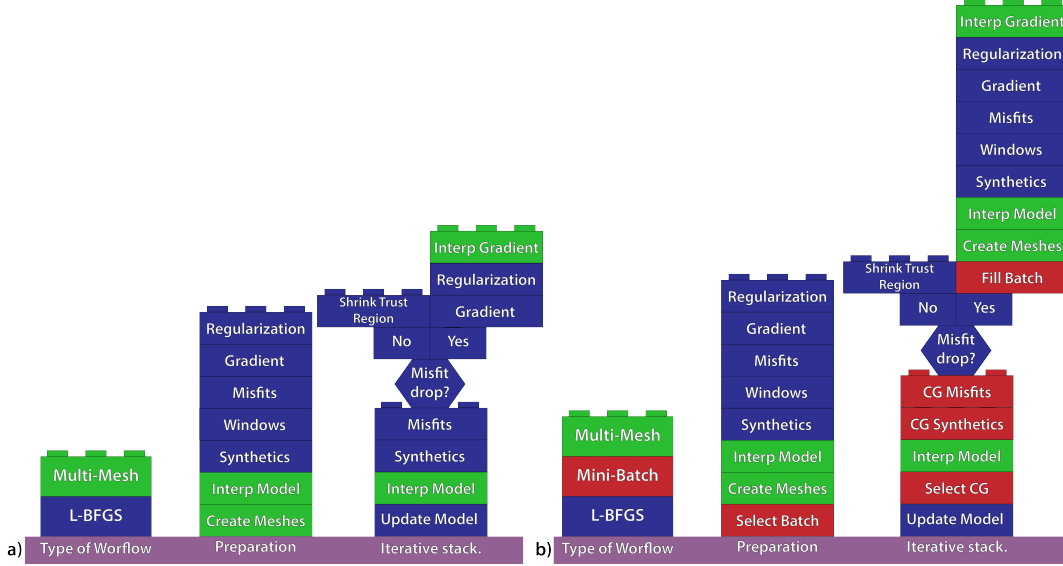 Multi-Mesh
L-BFGS
Regularization
Gradient
Misfits
Windows
Synthetics
Interp Model
Create Meshes
Interp Gradient
Regularization
Gradient
Shrink Trust
Region
No
Yes
Misfit
drop?
Misfits
Synthetics
Interp Model
Update Model
a)
Type of Worflow
Preparation
Iterative stack.
Multi-Mesh
Mini-Batch
L-BFGS
Regularization
Gradient
Misfits
Windows
Synthetics
Interp Model
Create Meshes
Select Batch
Interp Gradient
Regularization
Gradient
Misfits
Windows
Synthetics
Interp Model
Create Meshes
Fill Batch
Shrink Trust
Region
No
Yes
Misfit
drop?
CG Misfits
CG Synthetics
Interp Model
Select CG
Update Model
b)
Type of Worflow
Preparation
Iterative stack.